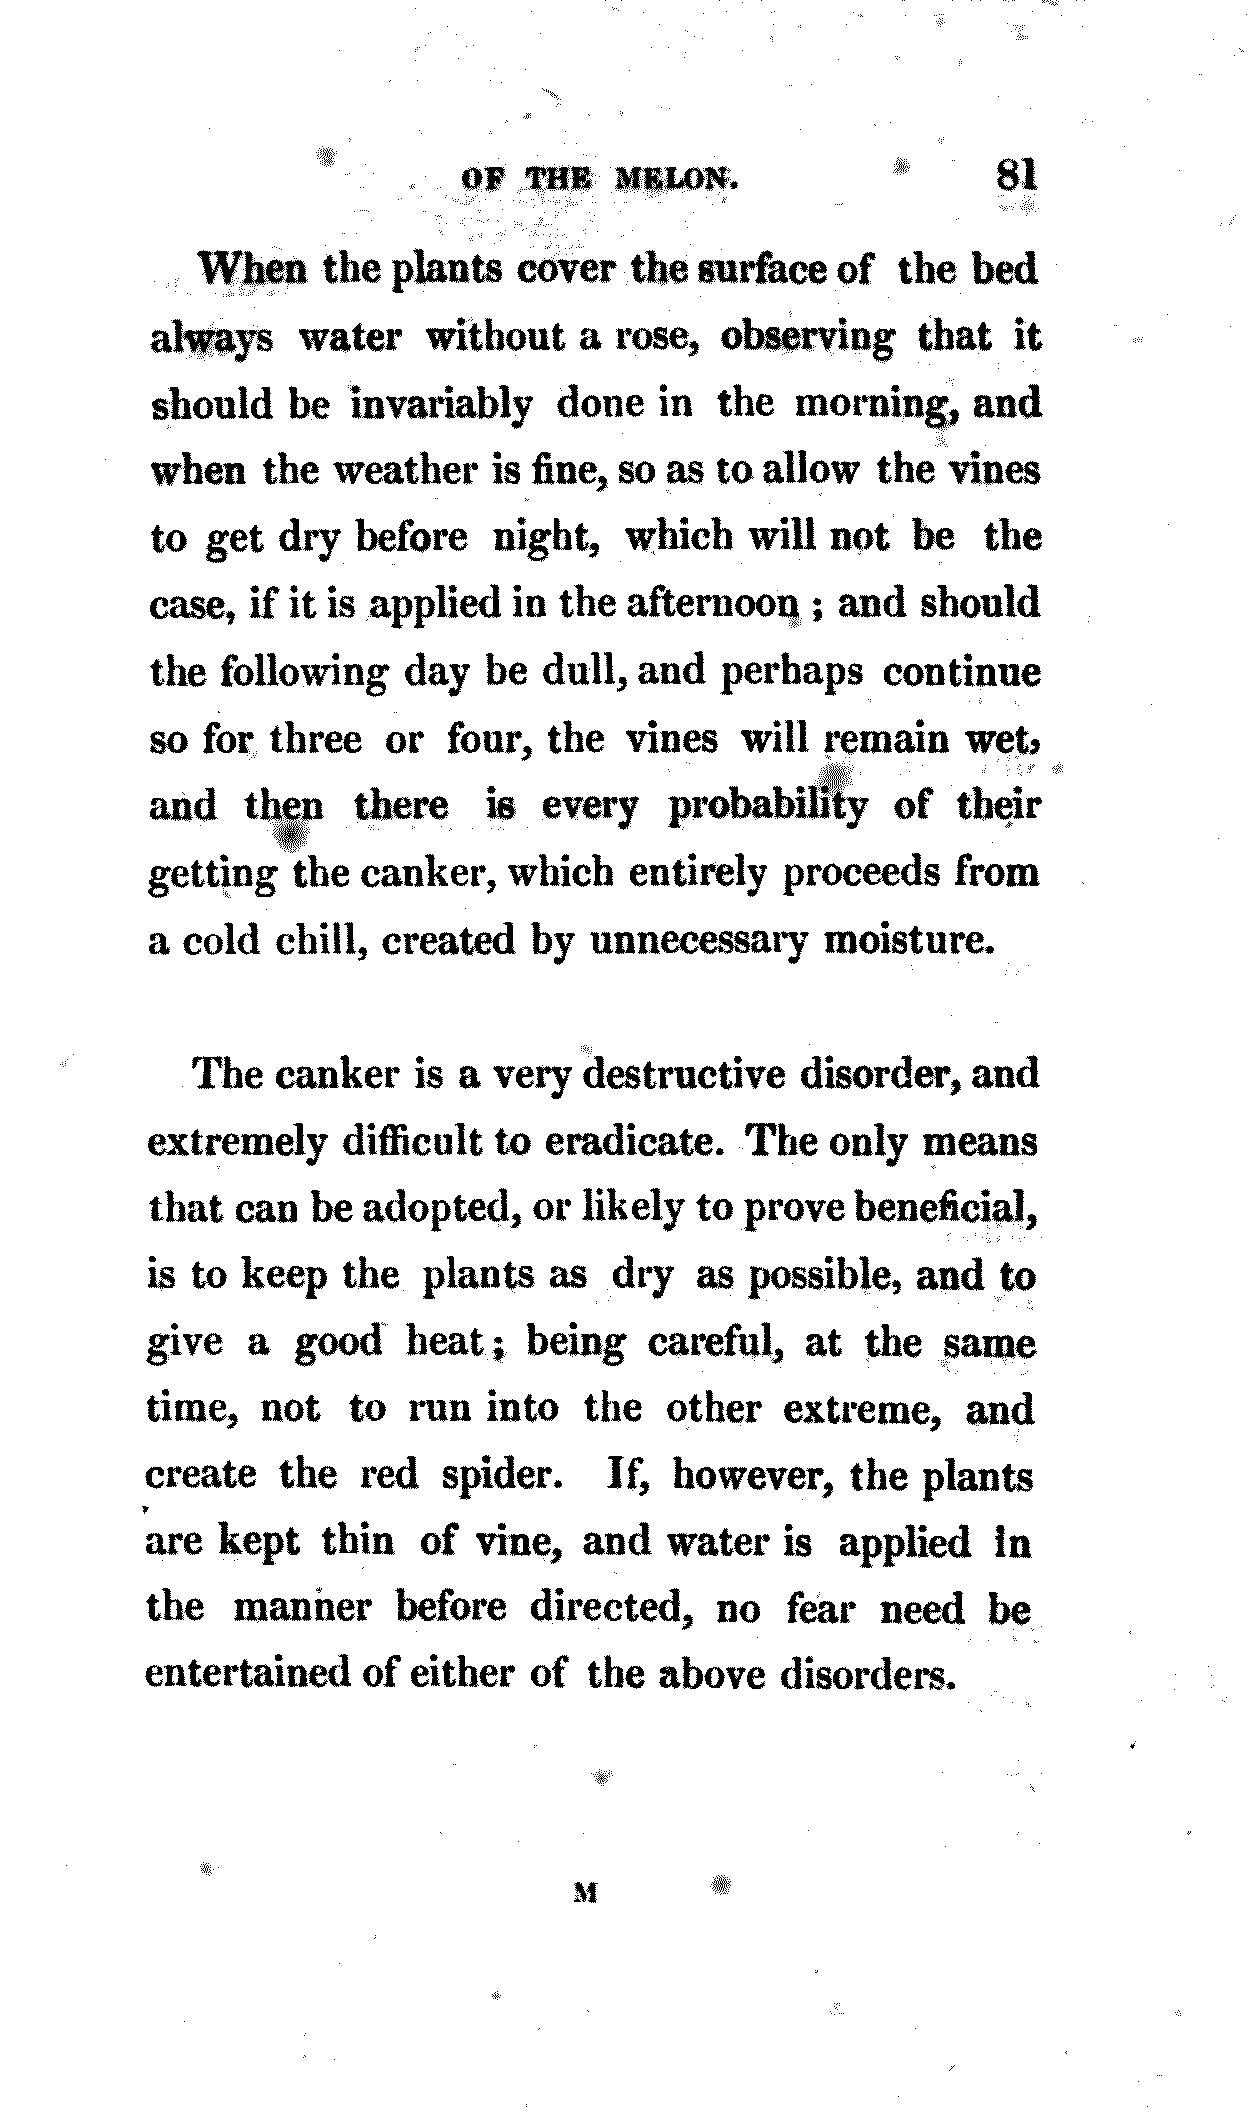 OF THE MELON. 81
When the plants cover the surface of the bed
always water without a rose, observing that it
should be invariably done in the morning, and
when the weather is fine, so as to allow the vines
to get dry before night, which will not be the
case, if it is applied in the afternoon ; and should
the following day be dull, and perhaps continue
so for three or four, the vines will remain wet,
and then there is every probability of their
getting the canker, which entirely proceeds from
a cold chill, created by unnecessary moisture.
The canker is a very destructive disorder, and
extremely difficult to eradicate. The only means
that can be adopted, or likely to prove beneficial,
is to keep the plants as dry as possible, and to
give a good heat ; being careful, at the same
time, not to run into the other extreme, and
create the red spider. If, however, the plants
are kept thin of vine, and water is applied in
the manner before directed, no fear need be
entertained of either of the above disorders.
M